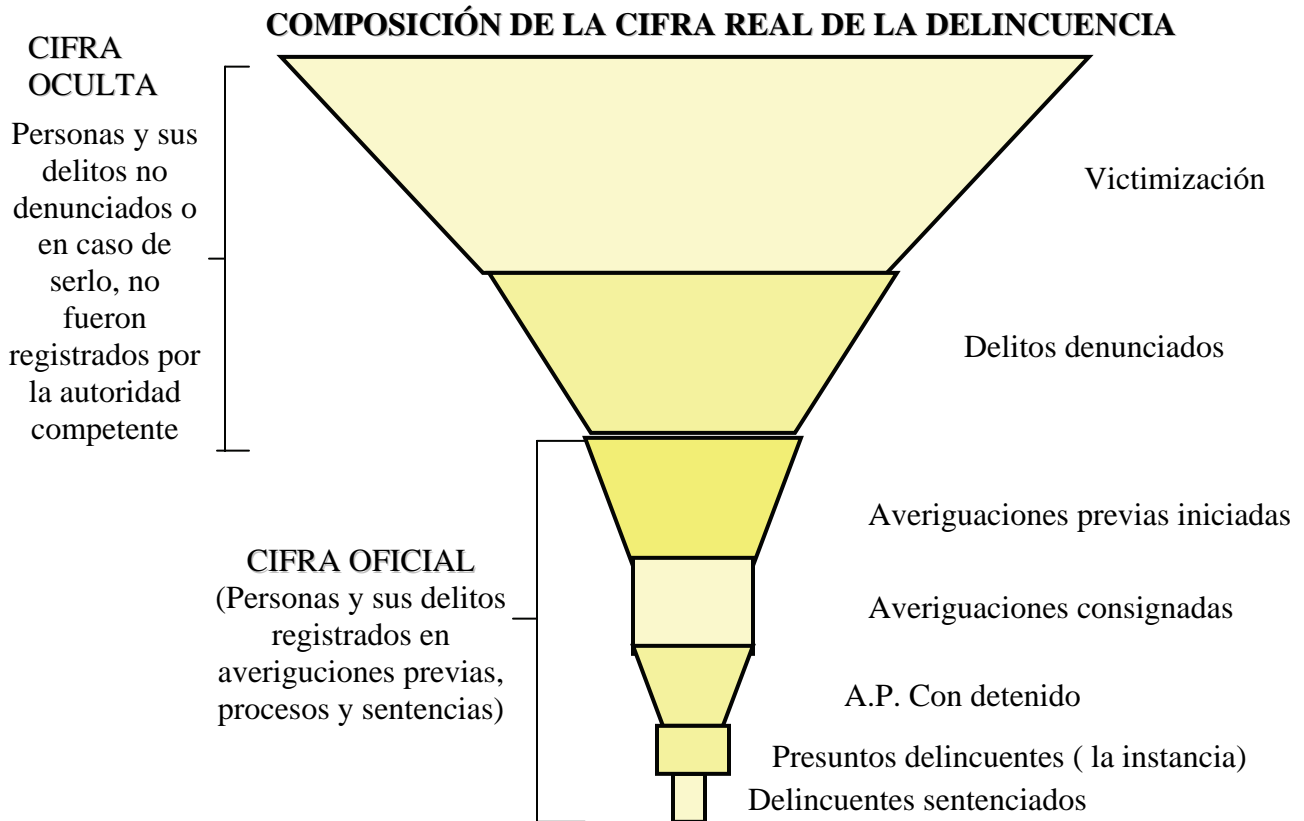 COMPOSICIÓN DE LA CIFRA REAL DE LA DELINCUENCIA
CIFRA
OCULTA
Personas y sus
delitos no
denunciados o
en caso de
serlo, no
fueron
registrados por
la autoridad
competente
Victimización
Delitos denunciados
Averiguaciones previas iniciadas
CIFRA OFICIAL
(Personas y sus delitos
registrados en
averiguciones previas,
procesos y sentencias)
Averiguaciones consignadas
A.P. Con detenido
Presuntos delincuentes ( la instancia)
Delincuentes sentenciados